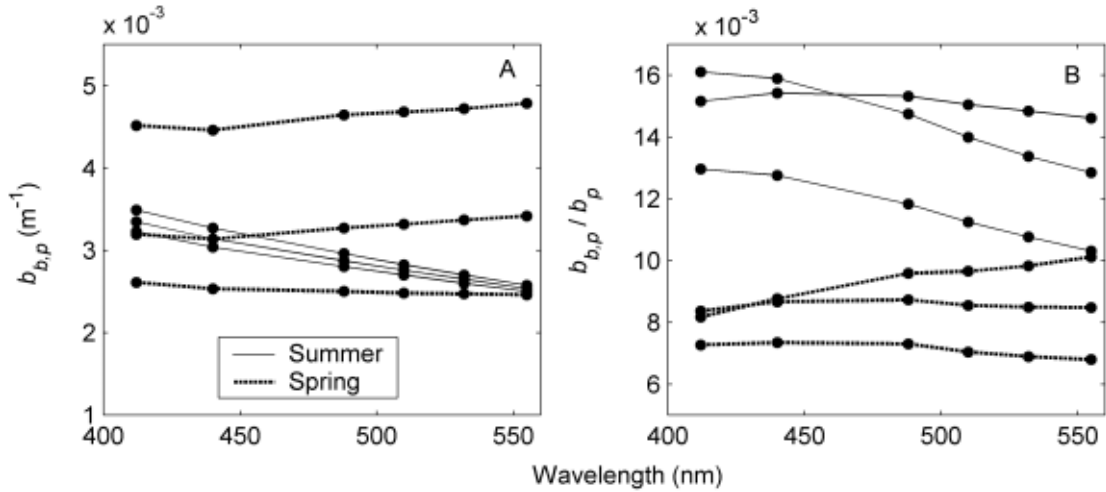 x 10⁻³
A
5
4
3
2
1
b_b,p (m⁻¹)
Summer
Spring
400 450 500 550
x 10⁻³
B
16
14
12
10
8
6
b_b,p / b_p
400 450 500 550
Wavelength (nm)